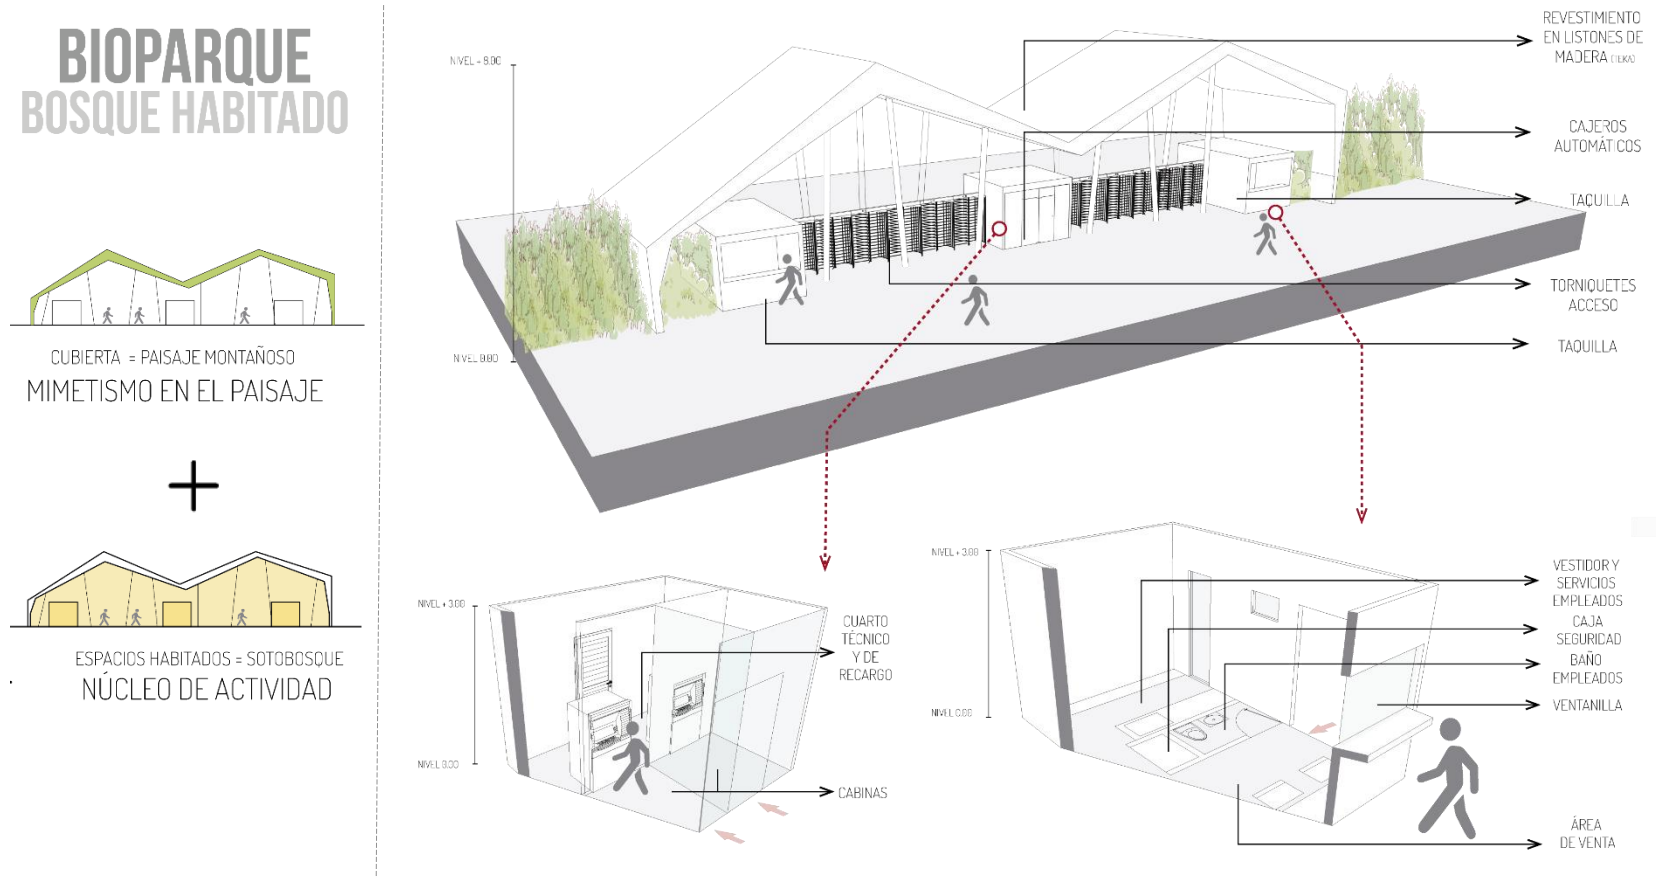 BIOPARQUE
BOSQUE HABITADO
CUBIERTA = PAISAJE MONTAÑOSO
MIMETISMO EN EL PAISAJE
+
ESPACIOS HABITADOS = SOTOBOSQUE
NÚCLEO DE ACTIVIDAD
NIVEL + 8.00
NIVEL 0.00
REVESTIMIENTO
EN LISTONES DE
MADERA (TEKA)
CAJEROS
AUTOMÁTICOS
TAQUILLA
TORNIQUETES
ACCESO
TAQUILLA
NIVEL + 3.00
NIVEL 0.00
CUARTO
TÉCNICO
Y DE
RECARGO
CABINAS
NIVEL + 3.00
NIVEL 0.00
VESTIDOR Y
SERVICIOS
EMPLEADOS
CAJA
SEGURIDAD
BAÑO
EMPLEADOS
VENTANILLA
ÁREA
DE VENTA